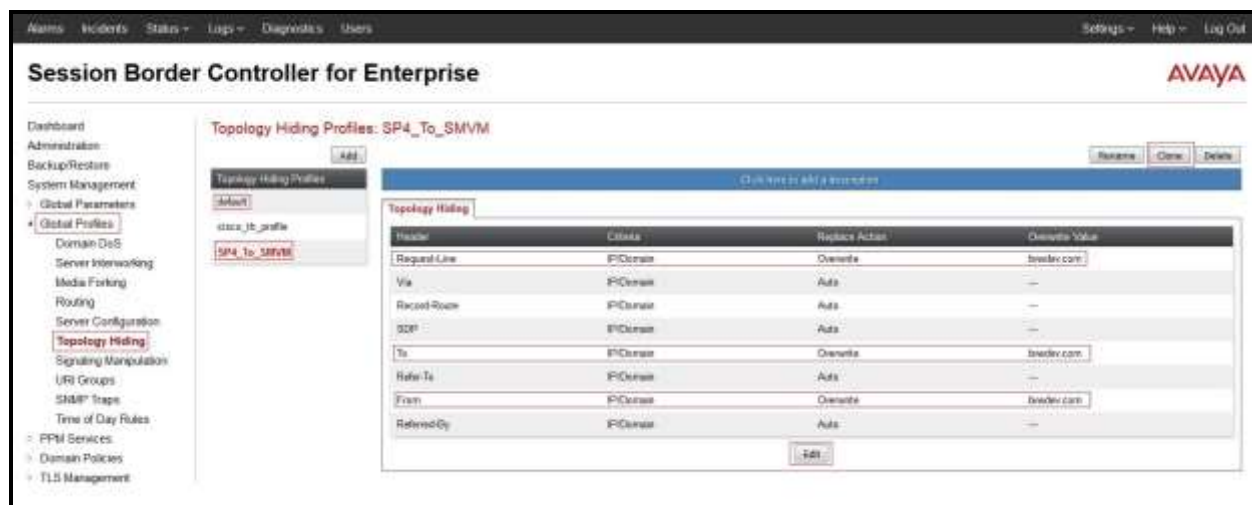 Alarms Incidents Status Logs Diagnostics Users Settings Help Log Out
Session Border Controller for Enterprise
AVAYA
Dashboard
Administration
Backup/Restore
System Management
Global Parameters
Global Profiles
Domain DoS
Server Interworking
Media Forking
Routing
Server Configuration
Topology Hiding
Signaling Manipulation
URI Groups
SNMP Traps
Time of Day Rules
PPM Services
Domain Policies
TLS Management
Topology Hiding Profiles: SP4_To_SMVM
Add
Rename Clone Delete
Topology Hiding Profiles
default
cisco_th_profile
SP4_To_SMVM
Click here to add a description
Topology Hiding
Header Criteria Replace Action Overwrite Value
Request-Line IP/Domain Overwrite bvwdev.com
Via IP/Domain Auto ---
Record-Route IP/Domain Auto ---
SDP IP/Domain Auto ---
To IP/Domain Overwrite bvwdev.com
Refer-To IP/Domain Auto ---
From IP/Domain Overwrite bvwdev.com
Referred-By IP/Domain Auto ---
Edit